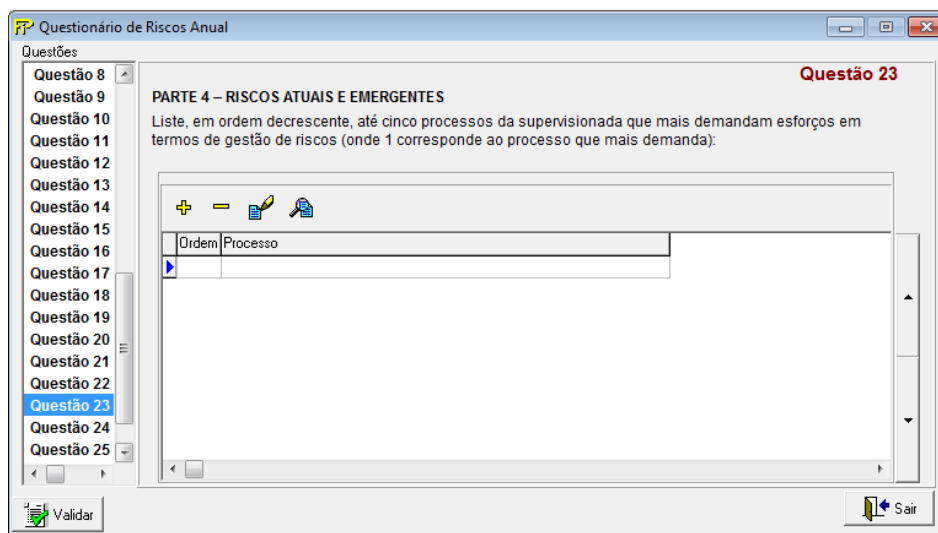 Questionário de Riscos Anual
Questões
Questão 8
Questão 9
Questão 10
Questão 11
Questão 12
Questão 13
Questão 14
Questão 15
Questão 16
Questão 17
Questão 18
Questão 19
Questão 20
Questão 21
Questão 22
Questão 23
Questão 24
Questão 25
Questão 23
PARTE 4 – RISCOS ATUAIS E EMERGENTES
Liste, em ordem decrescente, até cinco processos da supervisionada que mais demandam esforços em
termos de gestão de riscos (onde 1 corresponde ao processo que mais demanda):
Ordem Processo
Validar
Sair